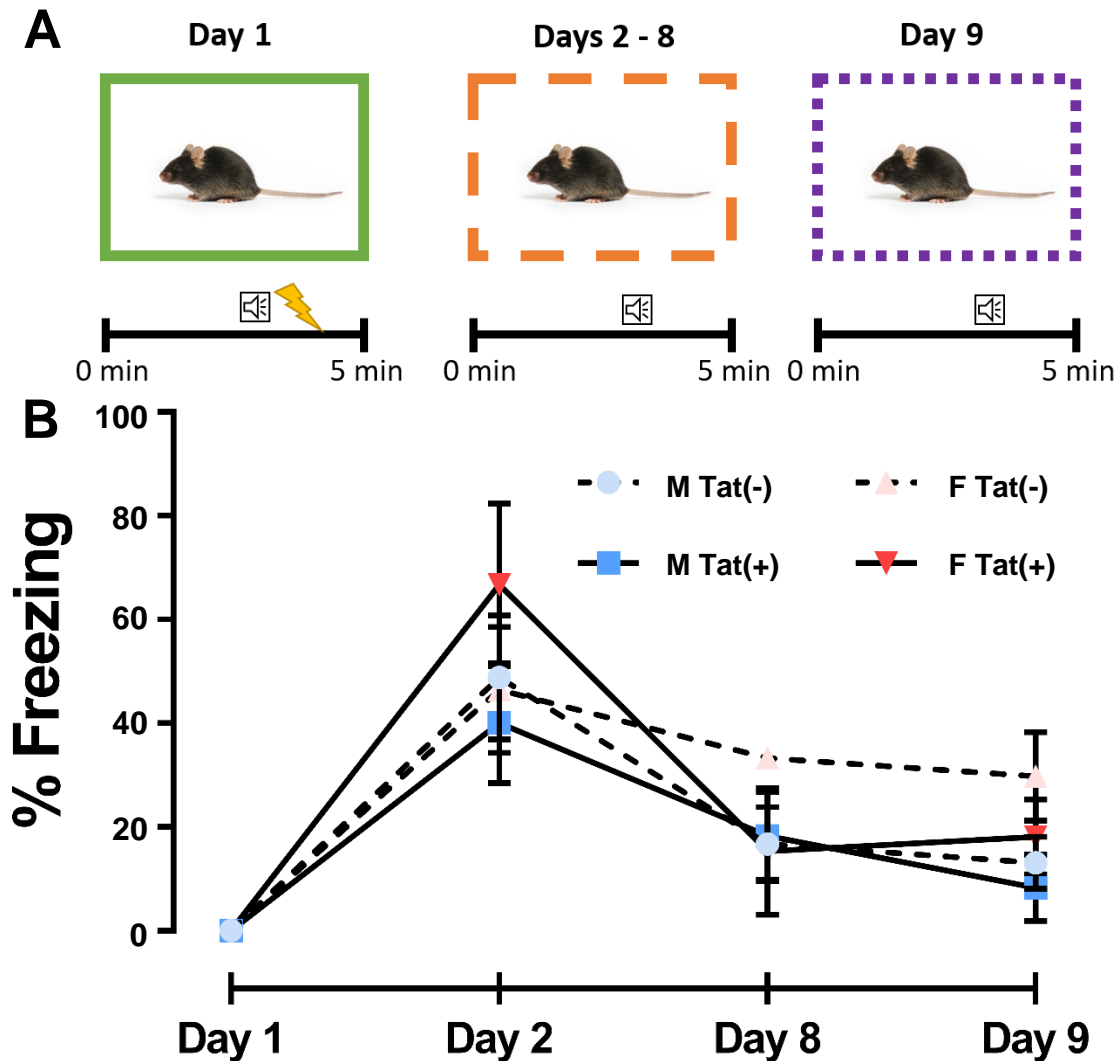 A
Day 1 Days 2 - 8 Day 9
0 min 5 min 0 min 5 min 0 min 5 min
B
100
80
60
40
20
0
% Freezing
M Tat(-) F Tat(-)
M Tat(+) F Tat(+)
Day 1 Day 2 Day 8 Day 9